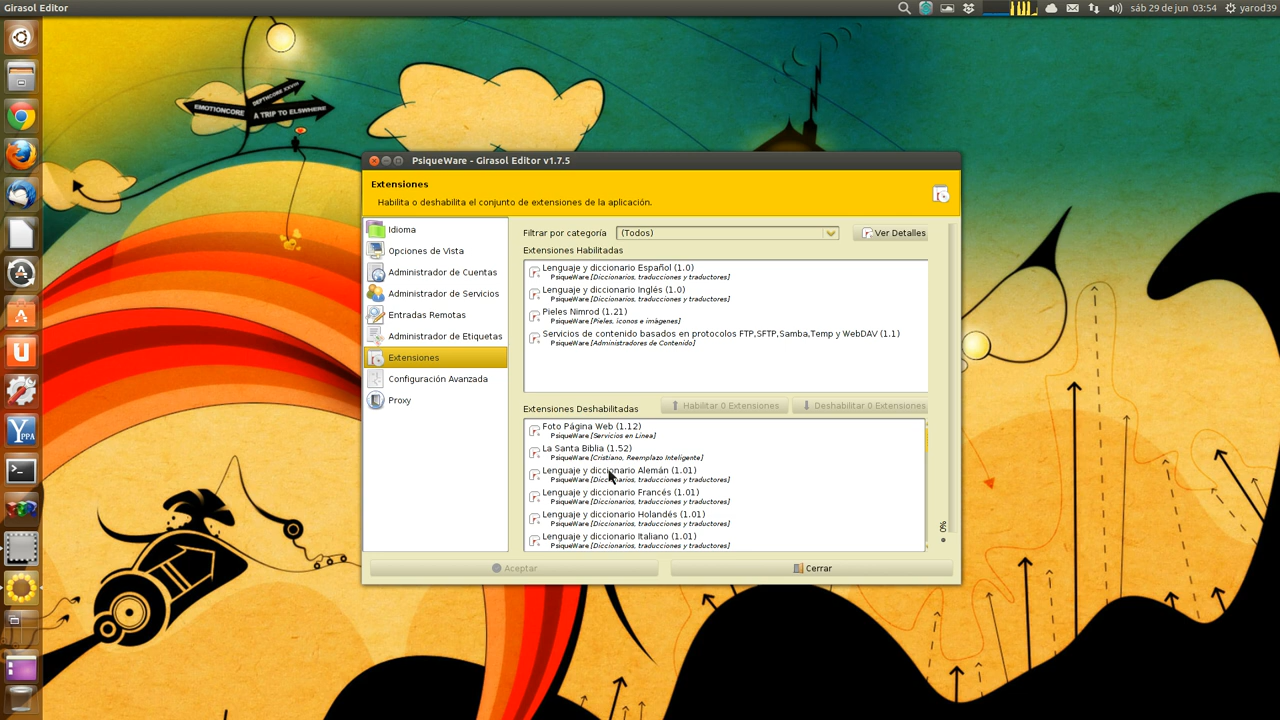 Girasol Editor
sáb 29 de jun 03:54 yarod39
EMOTIONCORE
DEPTHCORE XXVIII
A TRIP TO ELSWHERE
PsiqueWare - Girasol Editor v1.7.5
Extensiones
Habilita o deshabilita el conjunto de extensiones de la aplicación.
Idioma
Opciones de Vista
Administrador de Cuentas
Administrador de Servicios
Entradas Remotas
Administrador de Etiquetas
Extensiones
Configuración Avanzada
Proxy
Filtrar por categoría (Todos) Ver Detalles
Extensiones Habilitadas
Lenguaje y diccionario Español (1.0)
PsiqueWare [Diccionarios, traducciones y traductores]
Lenguaje y diccionario Inglés (1.0)
PsiqueWare [Diccionarios, traducciones y traductores]
Pieles Nimrod (1.21)
PsiqueWare [Pieles, iconos e imágenes]
Servicios de contenido basados en protocolos FTP,SFTP,Samba,Temp y WebDAV (1.1)
PsiqueWare [Administradores de Contenido]
Extensiones Deshabilitadas Habilitar 0 Extensiones Deshabilitar 0 Extensiones
Foto Página Web (1.12)
PsiqueWare [Servicios en Línea]
La Santa Biblia (1.52)
PsiqueWare [Cristiano, Reemplazo Inteligente]
Lenguaje y diccionario Alemán (1.01)
PsiqueWare [Diccionarios, traducciones y traductores]
Lenguaje y diccionario Francés (1.01)
PsiqueWare [Diccionarios, traducciones y traductores]
Lenguaje y diccionario Holandés (1.01)
PsiqueWare [Diccionarios, traducciones y traductores]
Lenguaje y diccionario Italiano (1.01)
PsiqueWare [Diccionarios, traducciones y traductores]
0%
Aceptar Cerrar
YPPA